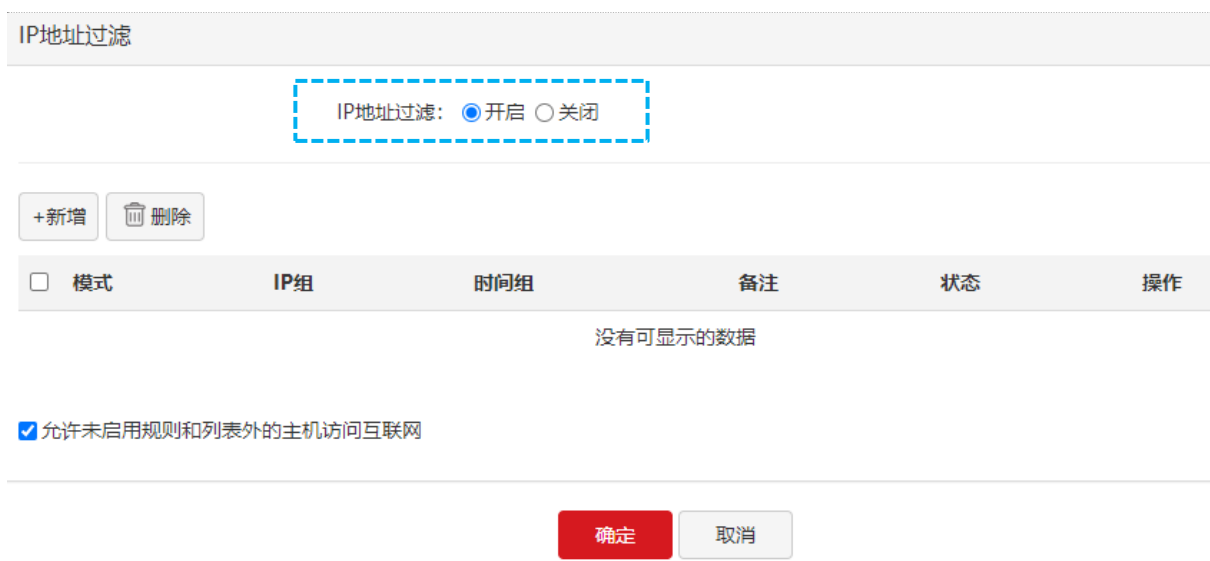 IP地址过滤
IP地址过滤： 开启 关闭
+新增 删除
模式 IP组 时间组 备注 状态 操作
没有可显示的数据
允许未启用规则和列表外的主机访问互联网
确定 取消